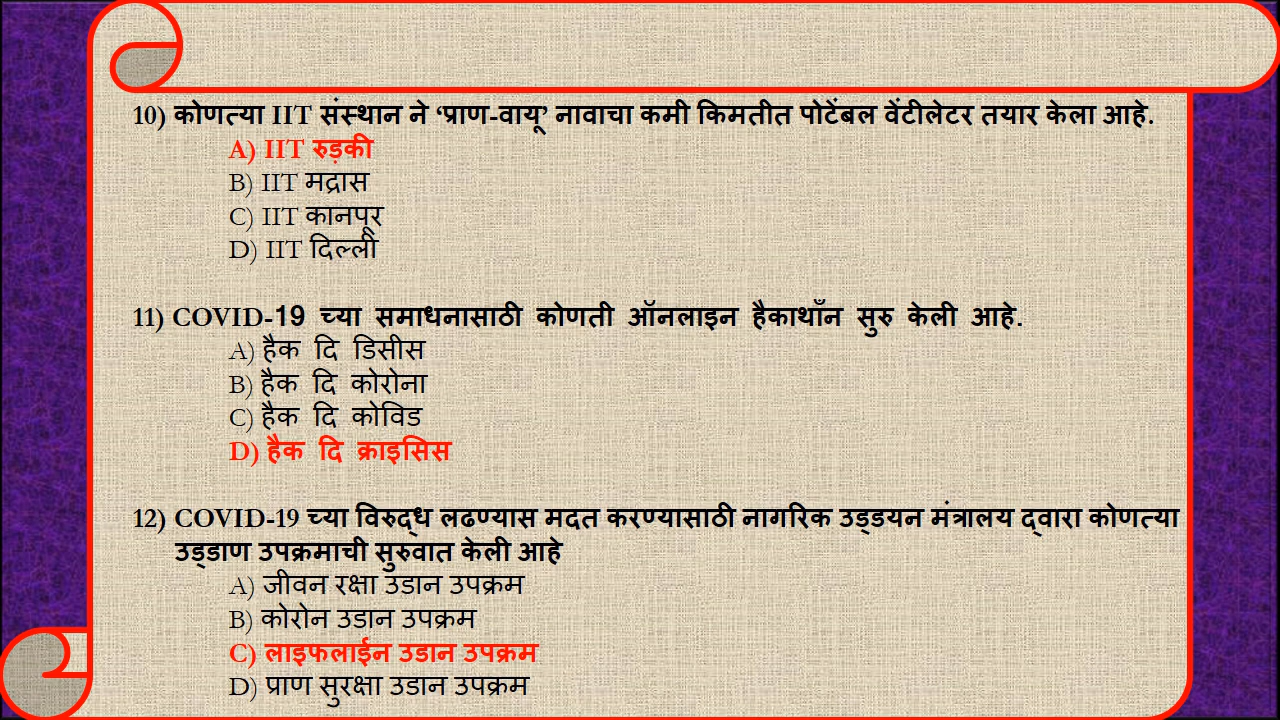 10) कोणत्या IIT संस्थान ने ‘प्राण-वायू’ नावाचा कमी किमतीत पोटेंबल वेंटीलेटर तयार केला आहे.
A) IIT रुड़की
B) IIT मद्रास
C) IIT कानपूर
D) IIT दिल्ली
11) COVID-19 च्या समाधनासाठी कोणती ऑनलाइन हैकाथाँन सुरु केली आहे.
A) हैक दि डिसीस
B) हैक दि कोरोना
C) हैक दि कोविड
D) हैक दि क्राइसिस
12) COVID-19 च्या विरुद्ध लढण्यास मदत करण्यासाठी नागरिक उड्डयन मंत्रालय द्वारा कोणत्या
उड्डाण उपक्रमाची सुरुवात केली आहे
A) जीवन रक्षा उडान उपक्रम
B) कोरोन उडान उपक्रम
C) लाइफलाईन उडान उपक्रम
D) प्राण सुरक्षा उडान उपक्रम